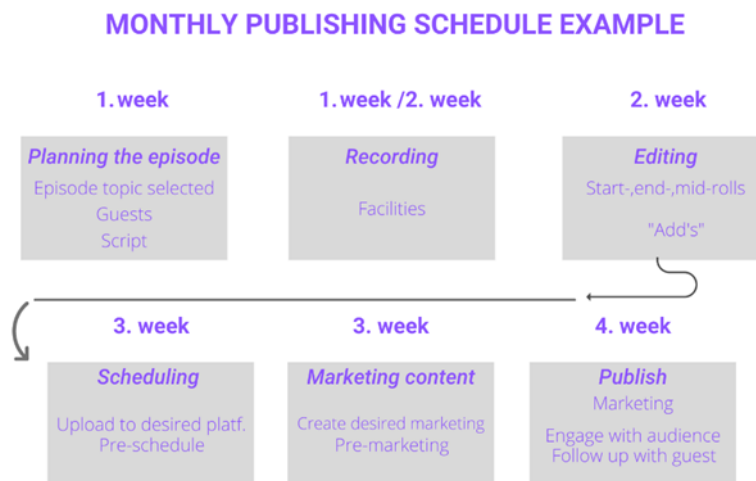 MONTHLY PUBLISHING SCHEDULE EXAMPLE
1. week
Planning the episode
Episode topic selected
Guests
Script
1. week /2. week
Recording
Facilities
2. week
Editing
Start-,end-,mid-rolls
"Add's"
3. week
Scheduling
Upload to desired platf.
Pre-schedule
3. week
Marketing content
Create desired marketing
Pre-marketing
4. week
Publish
Marketing
Engage with audience
Follow up with guest